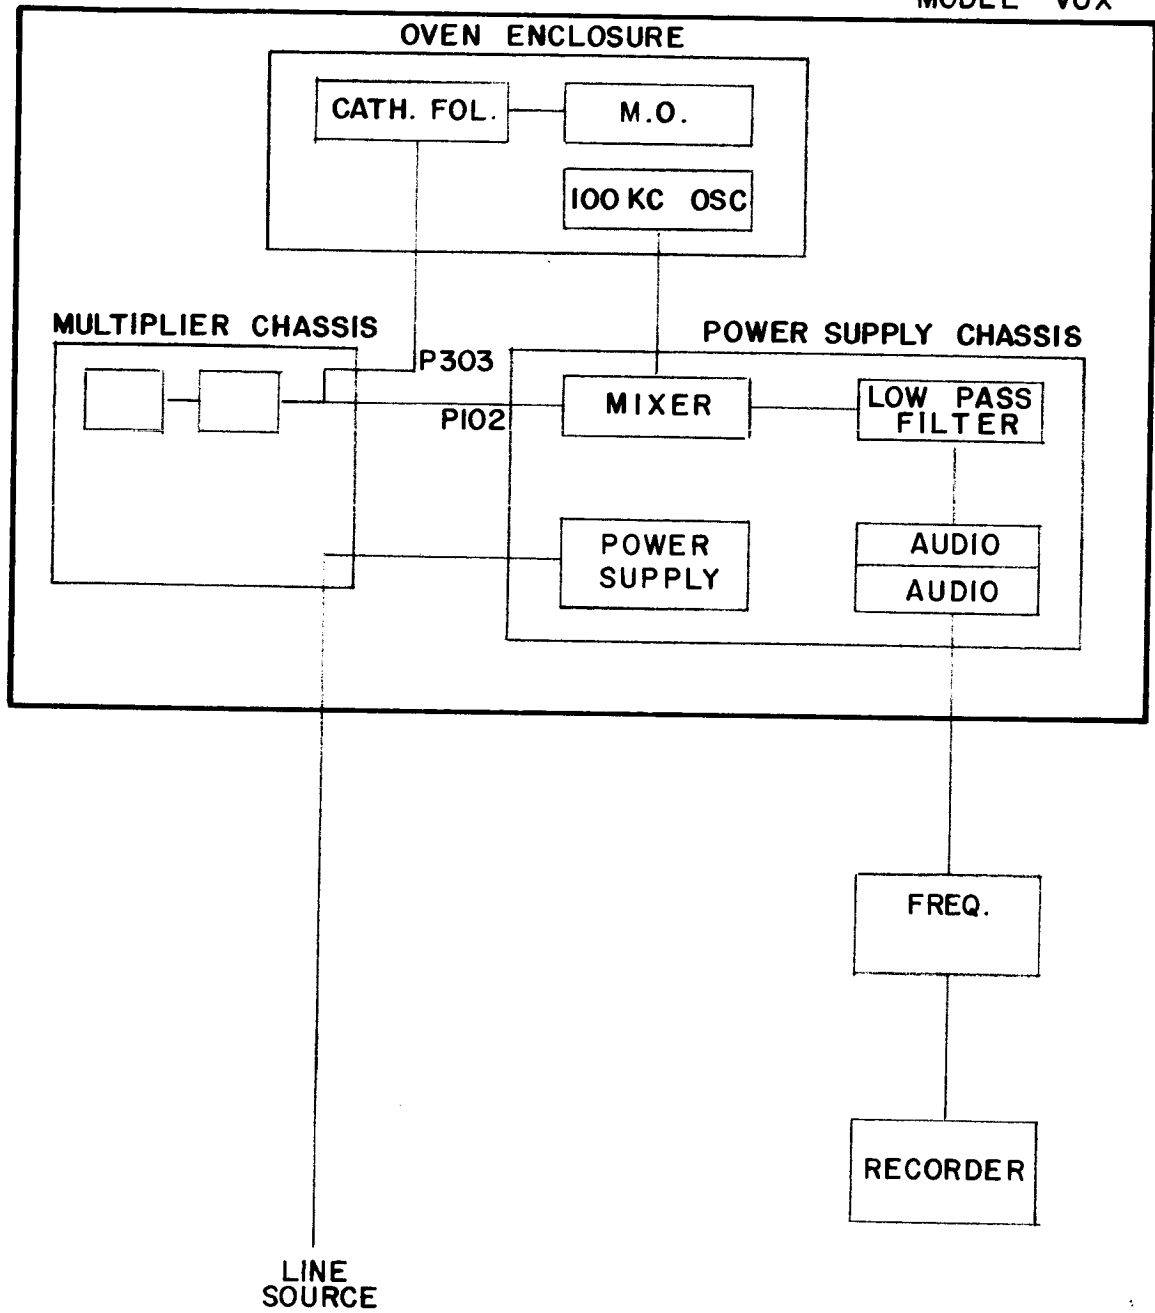 MODEL VOX
OVEN ENCLOSURE
CATH. FOL.
M.O.
100 KC OSC
MULTIPLIER CHASSIS
POWER SUPPLY CHASSIS
P303
P102
MIXER
LOW PASS
FILTER
POWER
SUPPLY
AUDIO
AUDIO
FREQ.
RECORDER
LINE
SOURCE